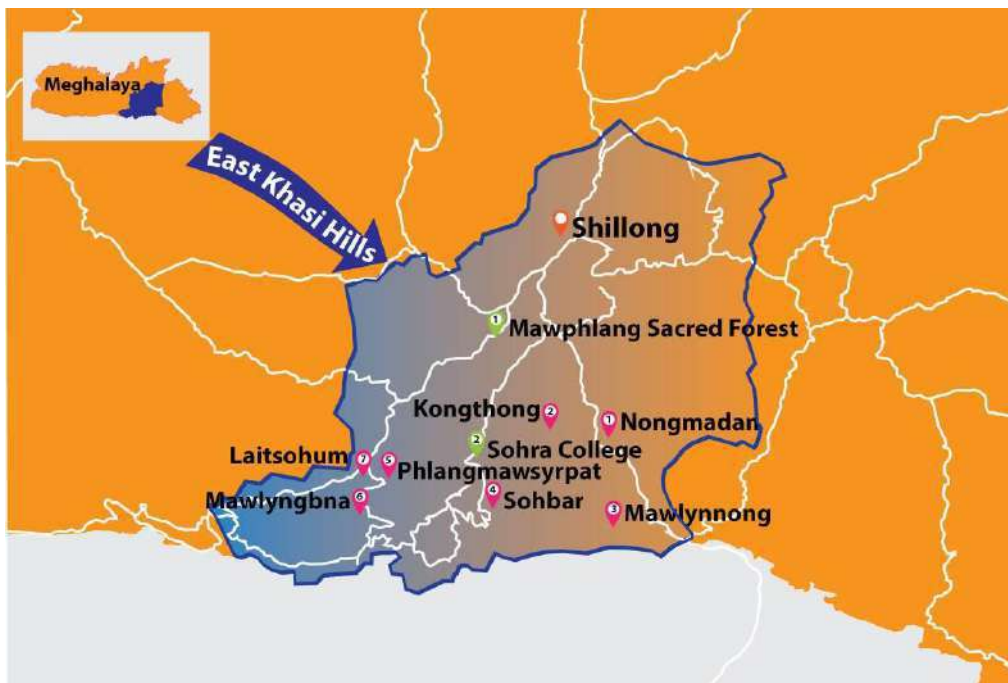 Meghalaya
East Khasi Hills
Shillong
1
Mawphlang Sacred Forest
Kongthong 2
1 Nongmadan
2 Sohra College
Laitsohum 7
5 Phlangmawsyrpat
Mawlyngbna 6
4 Sohbar
3 Mawlynnong